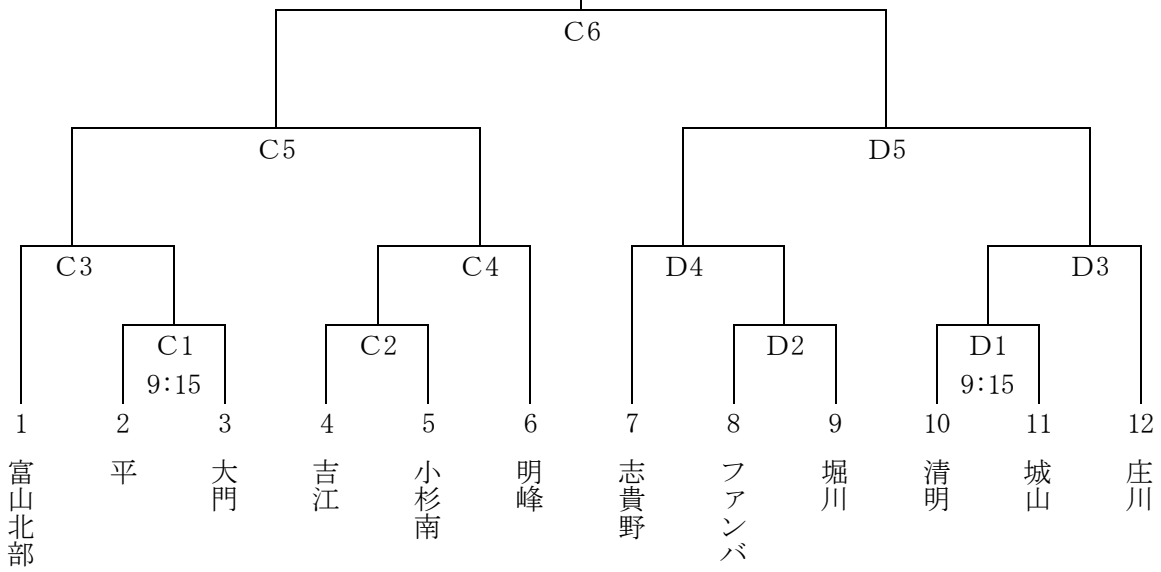 C6
C5 D5
C3 C4 D4 D3
C1 C2 D2 D1
9:15 9:15
1 2 3 4 5 6 7 8 9 10 11 12
富山北部
平
大門
吉江
小杉南
明峰
志貴野
ファンバ
堀川
清明
城山
庄川